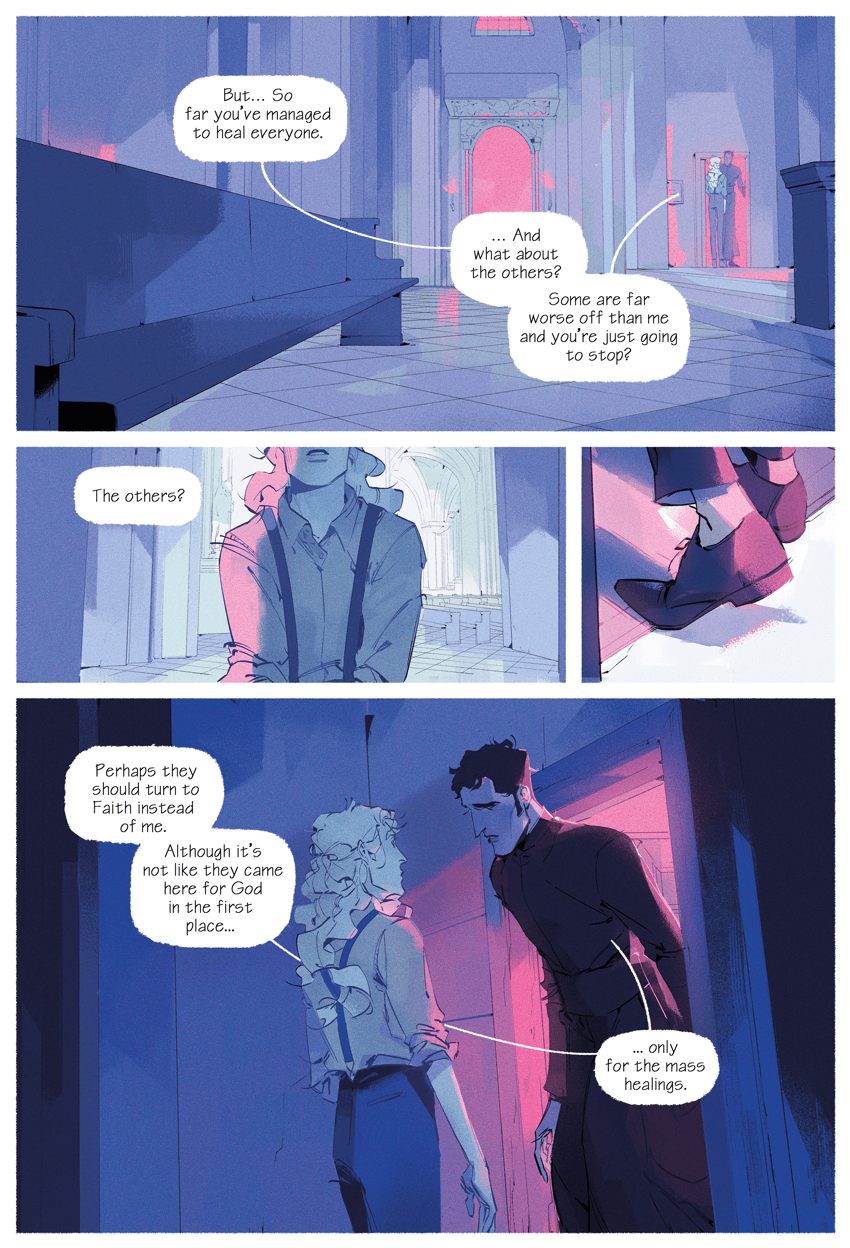 But... So
far you've managed
to heal everyone.
... And
what about
the others?
Some are far
worse off than me
and you're just going
to stop?
The others?
Perhaps they
should turn to
Faith instead
of me.
Although it's
not like they came
here for God
in the first
place...
... only
for the mass
healings.